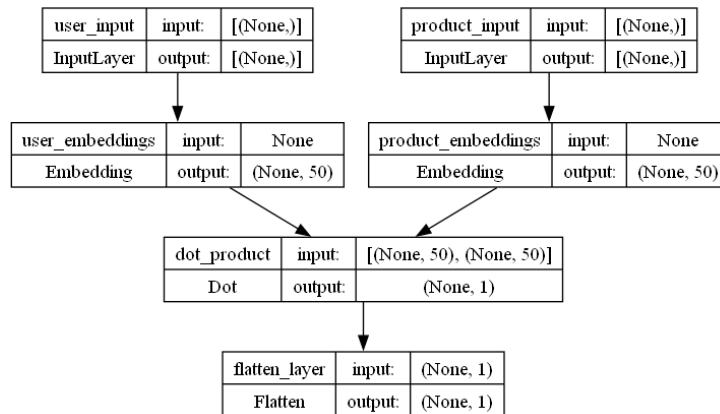 user_input input: [(None,)]
InputLayer output: [(None,)]
product_input input: [(None,)]
InputLayer output: [(None,)]
user_embeddings input: None
Embedding output: (None, 50)
product_embeddings input: None
Embedding output: (None, 50)
dot_product input: [(None, 50), (None, 50)]
Dot output: (None, 1)
flatten_layer input: (None, 1)
Flatten output: (None, 1)